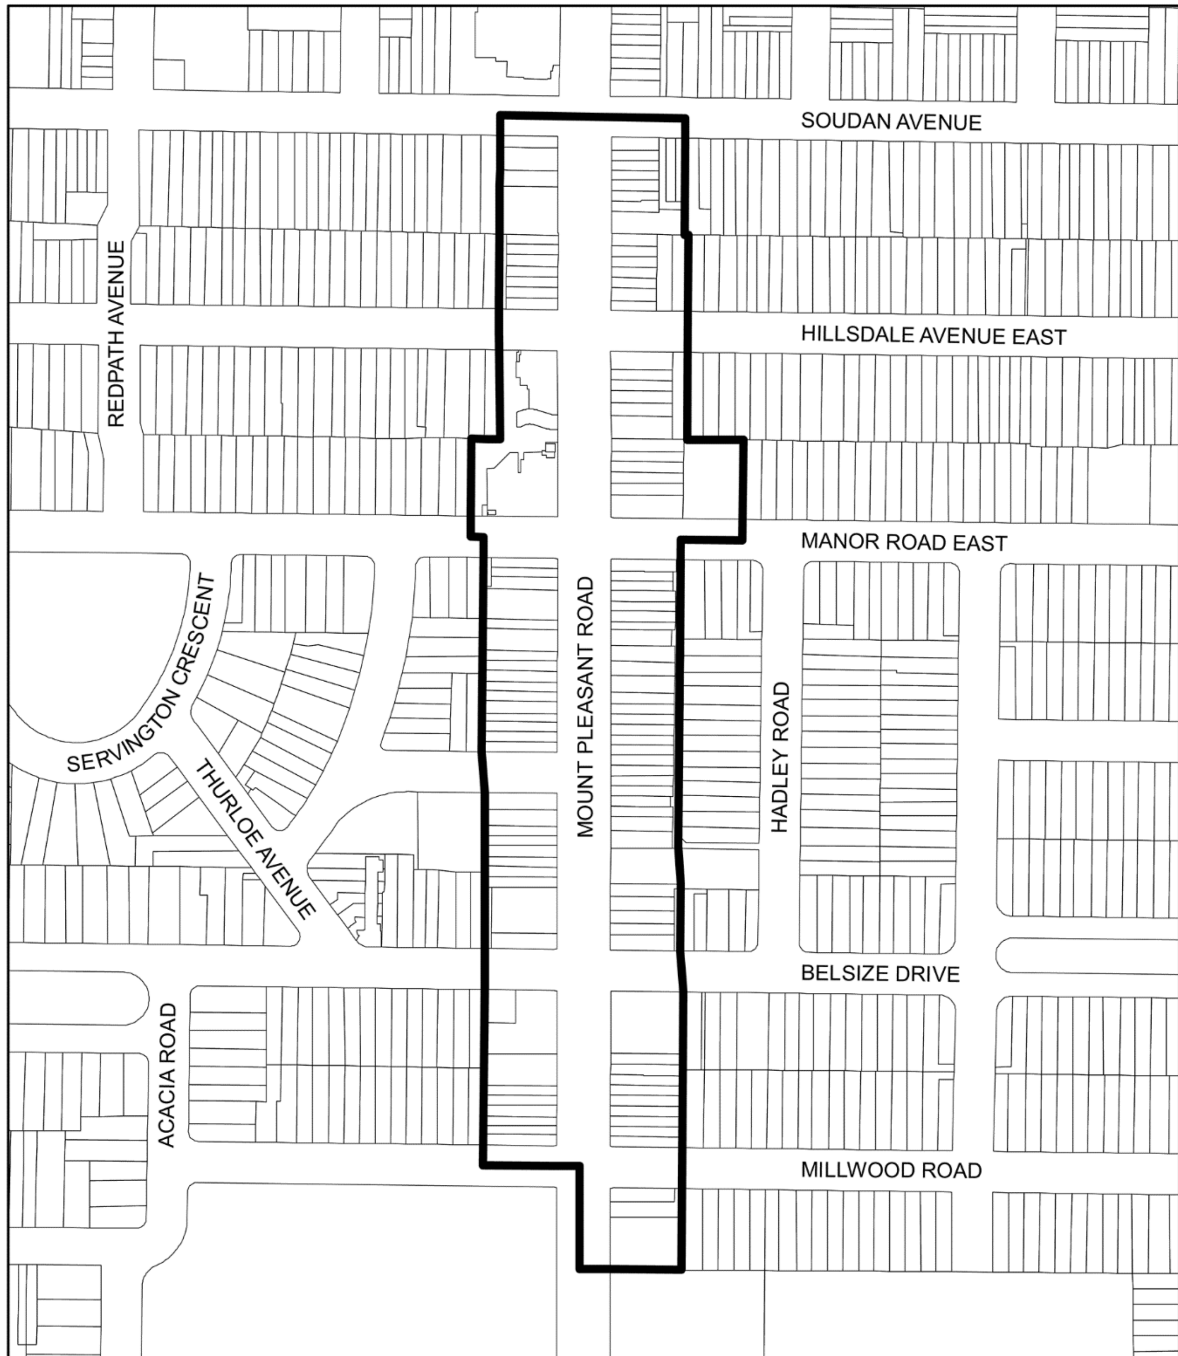 SOUDAN AVENUE
HILLSDALE AVENUE EAST
REDPATH AVENUE
MANOR ROAD EAST
SERVINGTON CRESCENT
MOUNT PLEASANT ROAD
HADLEY ROAD
THURLOE AVENUE
BELSIZE DRIVE
ACACIA ROAD
MILLWOOD ROAD